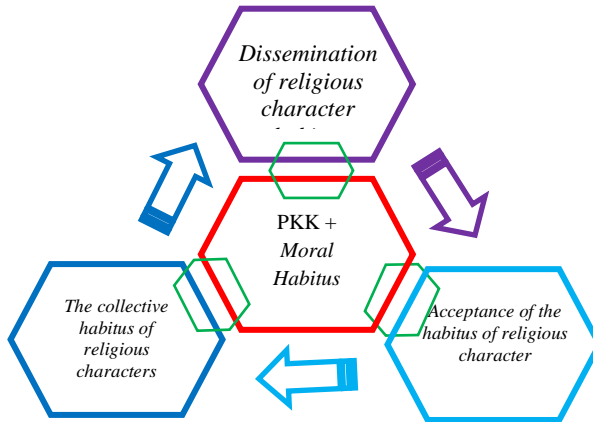 Dissemination
of religious
character
PKK +
Moral
Habitus
The collective
habitus of
religious
characters
Acceptance of the
habitus of religious
character